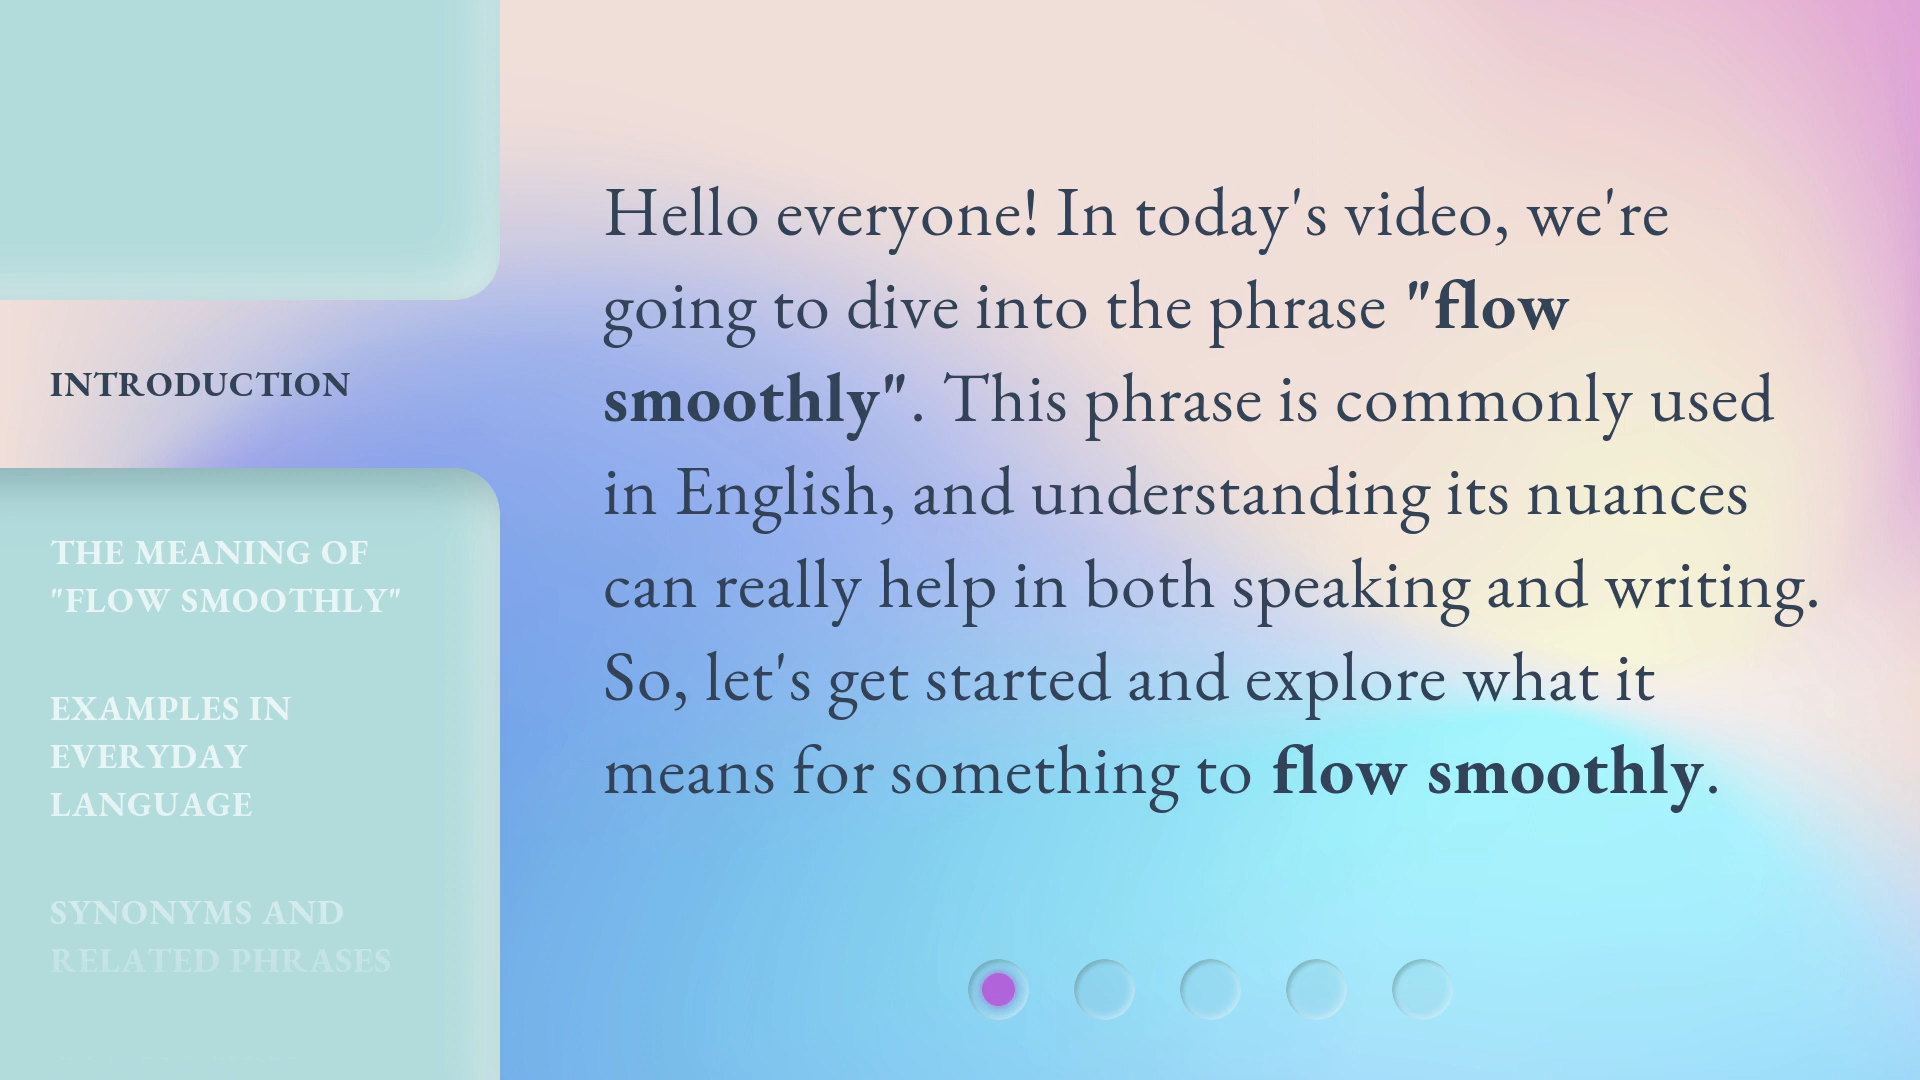 INTRODUCTION
THE MEANING OF
"FLOW SMOOTHLY"
EXAMPLES IN
EVERYDAY
LANGUAGE
SYNONYMS AND
RELATED PHRASES
Hello everyone! In today's video, we're
going to dive into the phrase "flow
smoothly". This phrase is commonly used
in English, and understanding its nuances
can really help in both speaking and writing.
So, let's get started and explore what it
means for something to flow smoothly.